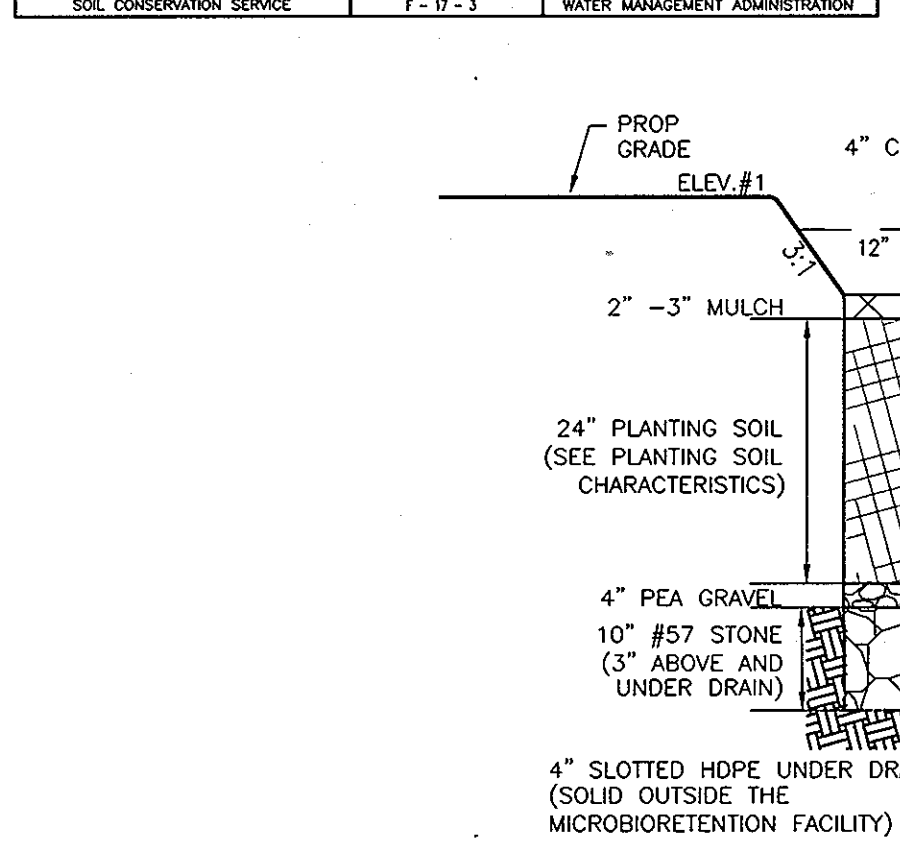 SOIL CONSERVATION SERVICE
F - 17 - 3
WATER MANAGEMENT ADMINISTRATION
PROP
GRADE
4" C
ELEV.#1
3:1
12"
2" -3" MULCH
24" PLANTING SOIL
(SEE PLANTING SOIL
CHARACTERISTICS)
4" PEA GRAVEL
10" #57 STONE
(3" ABOVE AND
UNDER DRAIN)
4" SLOTTED HDPE UNDER DR
(SOLID OUTSIDE THE
MICROBIORETENTION FACILITY)